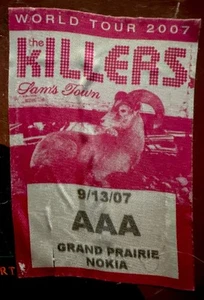 WORLD TOUR 2007
the
KILLERS
Sam's Town
9/13/07
AAA
GRAND PRAIRIE
NOKIA